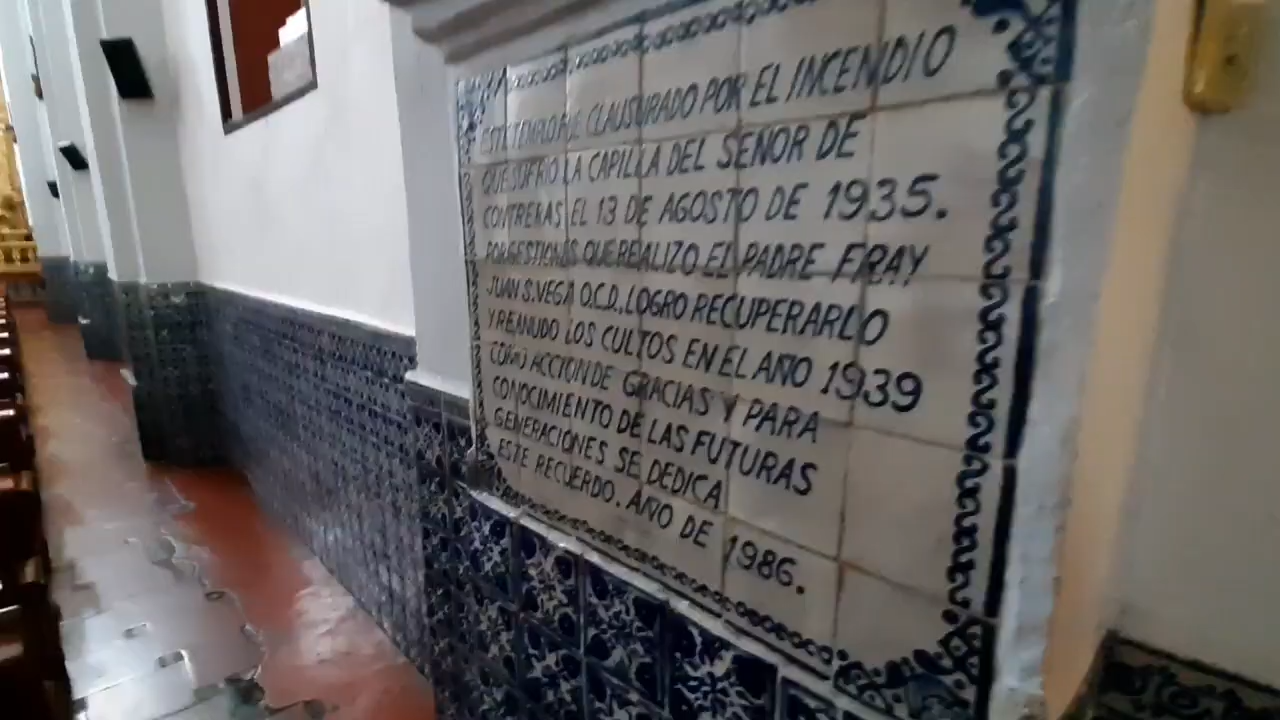 ESTE TEMPLO FUE CLAUSURADO POR EL INCENDIO
QUE SUFRIO LA CAPILLA DEL SEÑOR DE
CONTRERAS EL 13 DE AGOSTO DE 1935.
POR GESTIONES QUE REALIZO EL PADRE FRAY
JUAN S. VEGA O.C.D. LOGRO RECUPERARLO
Y REANUDO LOS CULTOS EN EL AÑO 1939
COMO ACCION DE GRACIAS Y PARA
CONOCIMIENTO DE LAS FUTURAS
GENERACIONES SE DEDICA
ESTE RECUERDO. AÑO DE 1986.